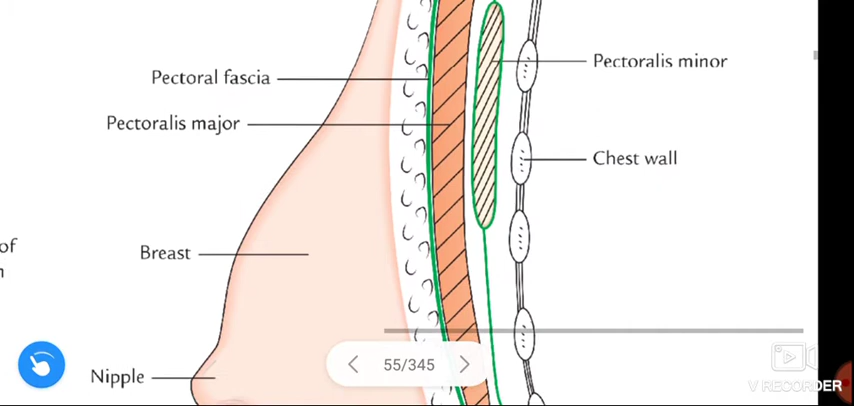 Pectoralis minor
Pectoral fascia
Pectoralis major
Chest wall
of
Breast
55/345
Nipple
V RECORDER